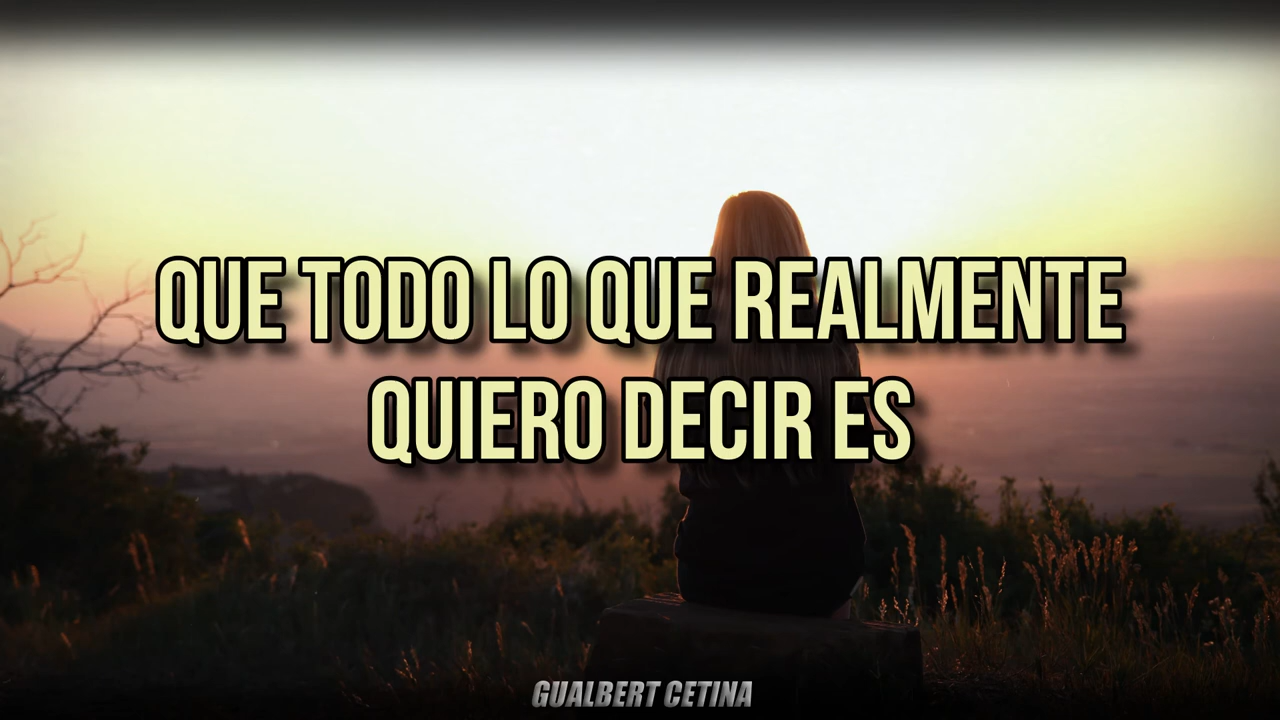 QUE TODO LO QUE REALMENTE
QUIERO DECIR ES
GUALBERT CETINA